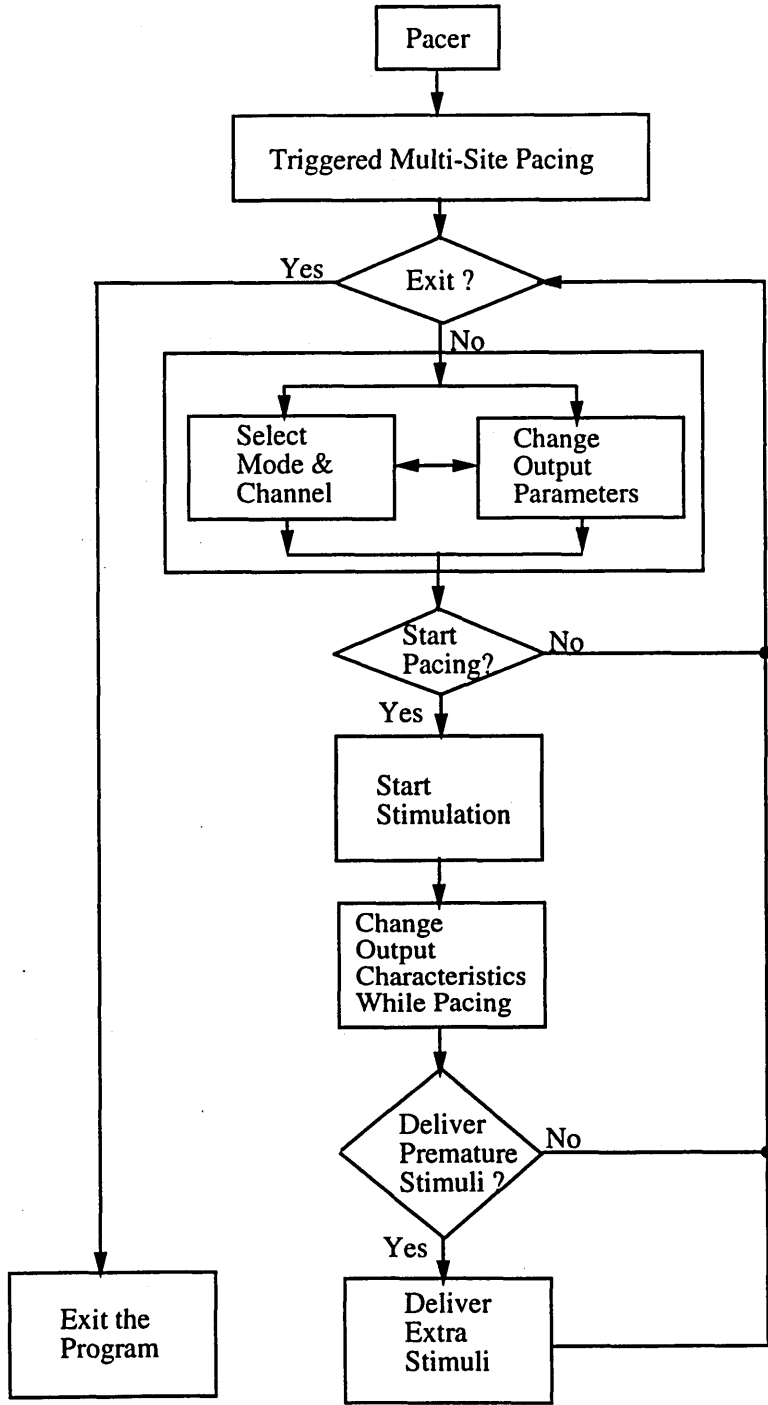 Pacer
Triggered Multi-Site Pacing
Yes
Exit ?
No
Select
Mode &
Channel
Change
Output
Parameters
Start
Pacing?
No
Yes
Start
Stimulation
Change
Output
Characteristics
While Pacing
Deliver
Premature
Stimuli ?
No
Yes
Exit the
Program
Deliver
Extra
Stimuli